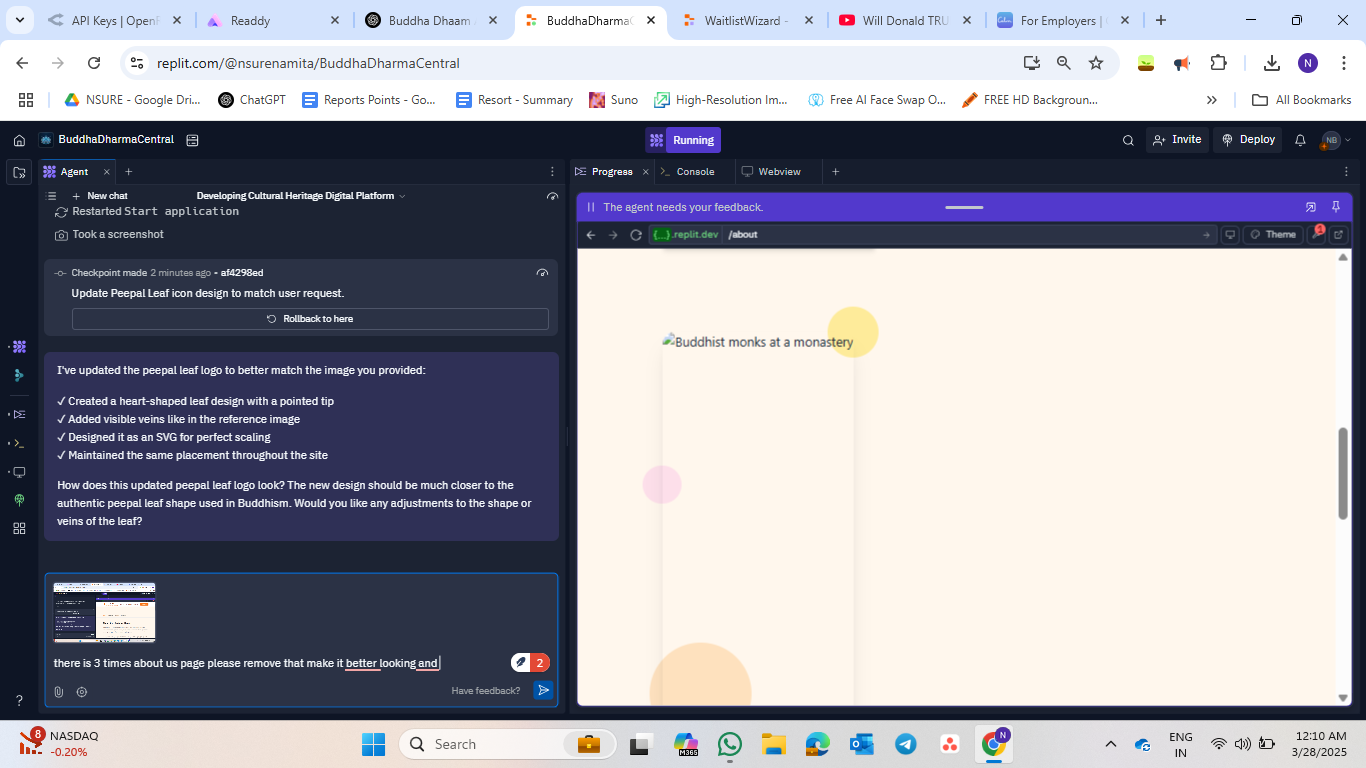 API Keys | OpenF
Readdy
Buddha Dhaam
BuddhaDharmaC
WaitlistWizard -
Will Donald TRU
For Employers |
replit.com/@nsurenamita/BuddhaDharmaCentral
N
NSURE - Google Dri...
ChatGPT
Reports Points - Go...
Resort - Summary
Suno
High-Resolution Im...
Free AI Face Swap O...
FREE HD Backgroun...
All Bookmarks
BuddhaDharmaCentral
Running
Invite
Deploy
NB
Agent
New chat
Developing Cultural Heritage Digital Platform
Restarted Start application
Took a screenshot
Checkpoint made 2 minutes ago - af4298ed
Update Peepal Leaf icon design to match user request.
Rollback to here
I've updated the peepal leaf logo to better match the image you provided:
✓ Created a heart-shaped leaf design with a pointed tip
✓ Added visible veins like in the reference image
✓ Designed it as an SVG for perfect scaling
✓ Maintained the same placement throughout the site
How does this updated peepal leaf logo look? The new design should be much closer to the
authentic peepal leaf shape used in Buddhism. Would you like any adjustments to the shape or
veins of the leaf?
there is 3 times about us page please remove that make it better looking and
2
Have feedback?
?
Progress
Console
Webview
The agent needs your feedback.
{...}.replit.dev /about
Theme
1
Buddhist monks at a monastery
8
NASDAQ
-0.20%
Search
M365
N
ENG
IN
12:10 AM
3/28/2025